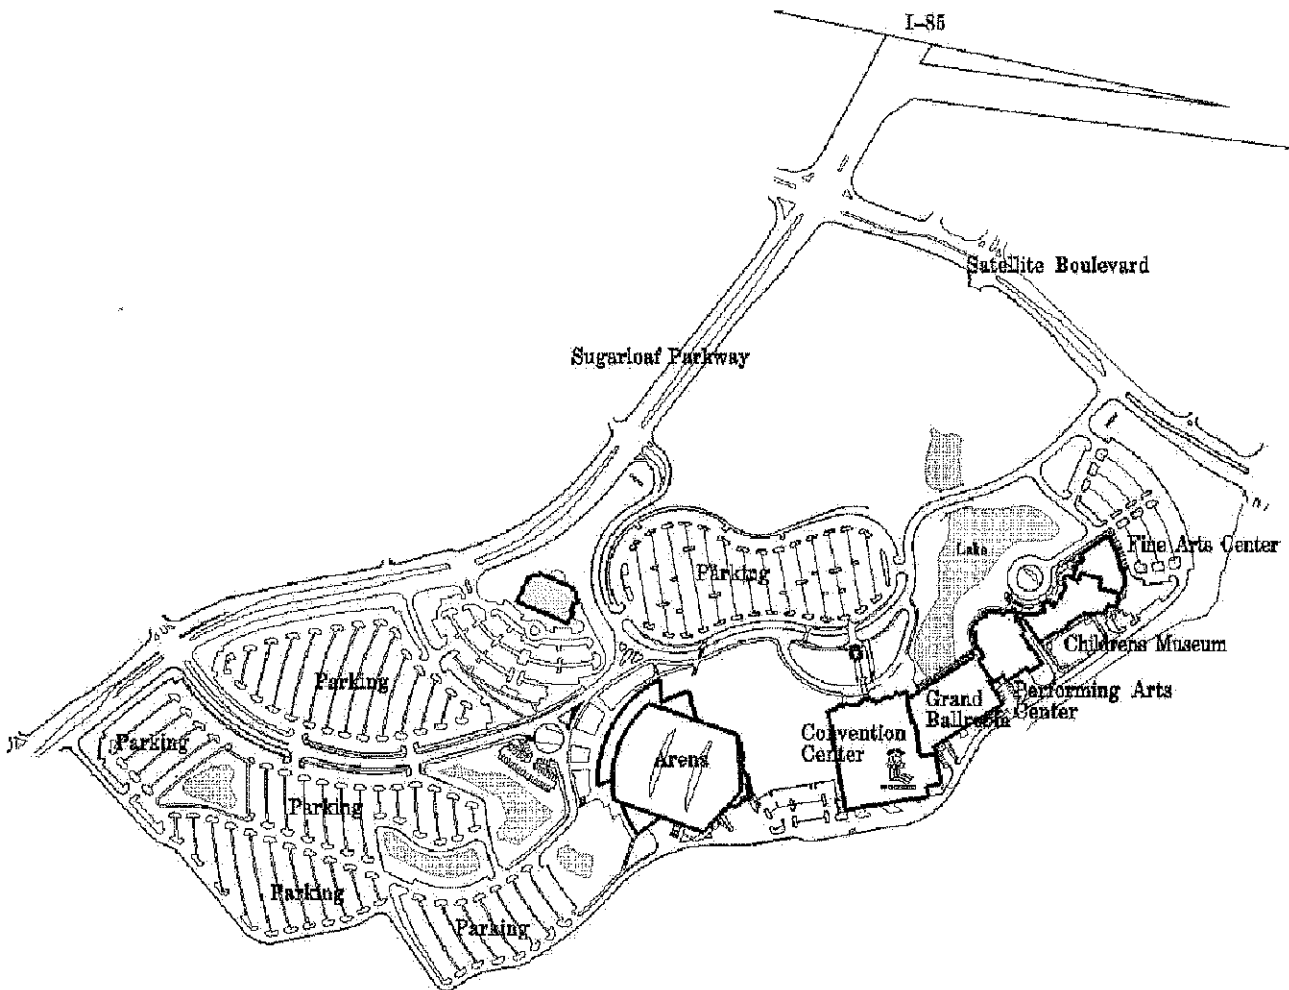 I-85
Satellite Boulevard
Sugarloaf Parkway
Lake
Fine Arts Center
Parking
Childrens Museum
Parking
Performing Arts
Center
Grand
Ballroom
Convention
Center
Parking
Arena
Parking
Parking
Parking